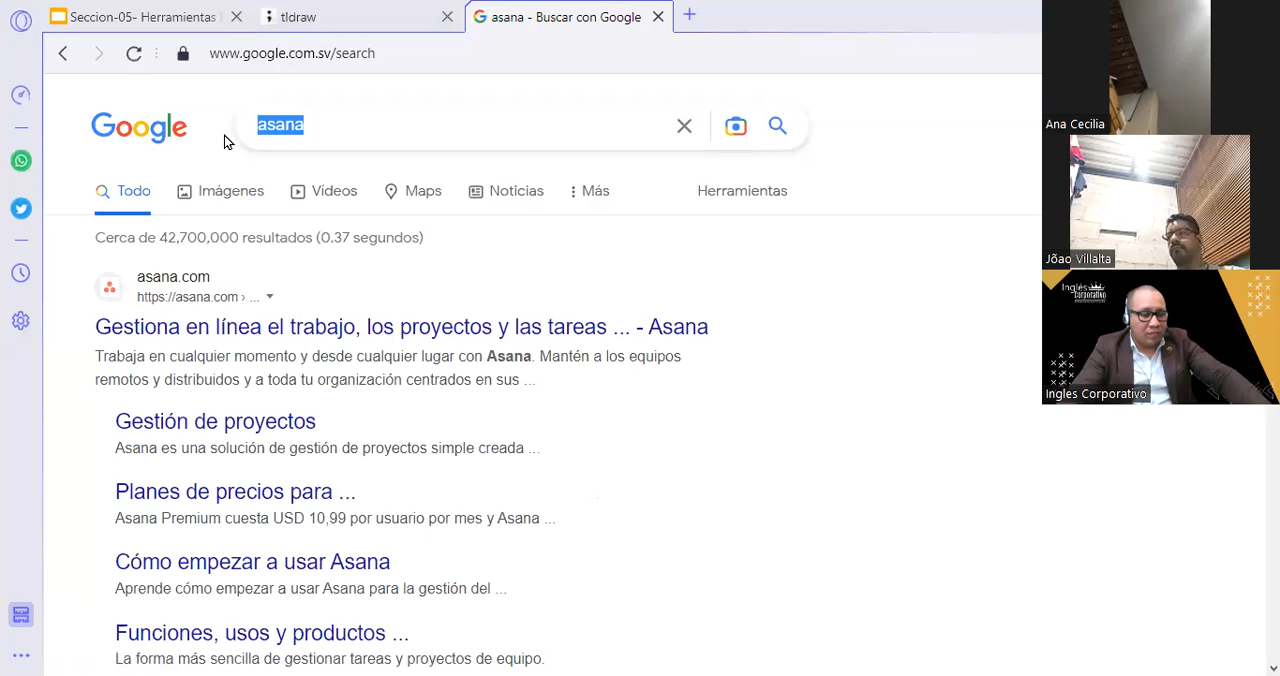 Seccion-05- Herramientas
tldraw
asana - Buscar con Google
www.google.com.sv/search
Google
asana
Todo
Imágenes
Vídeos
Maps
Noticias
Más
Herramientas
Cerca de 42,700,000 resultados (0.37 segundos)
asana.com
https://asana.com › ...
Gestiona en línea el trabajo, los proyectos y las tareas ... - Asana
Trabaja en cualquier momento y desde cualquier lugar con Asana. Mantén a los equipos
remotos y distribuidos y a toda tu organización centrados en sus ...
Gestión de proyectos
Asana es una solución de gestión de proyectos simple creada ...
Planes de precios para ...
Asana Premium cuesta USD 10,99 por usuario por mes y Asana ...
Cómo empezar a usar Asana
Aprende cómo empezar a usar Asana para la gestión del ...
Funciones, usos y productos ...
La forma más sencilla de gestionar tareas y proyectos de equipo.
Ana Cecilia
Jõao Villalta
Inglés
Corporativo
Ingles Corporativo